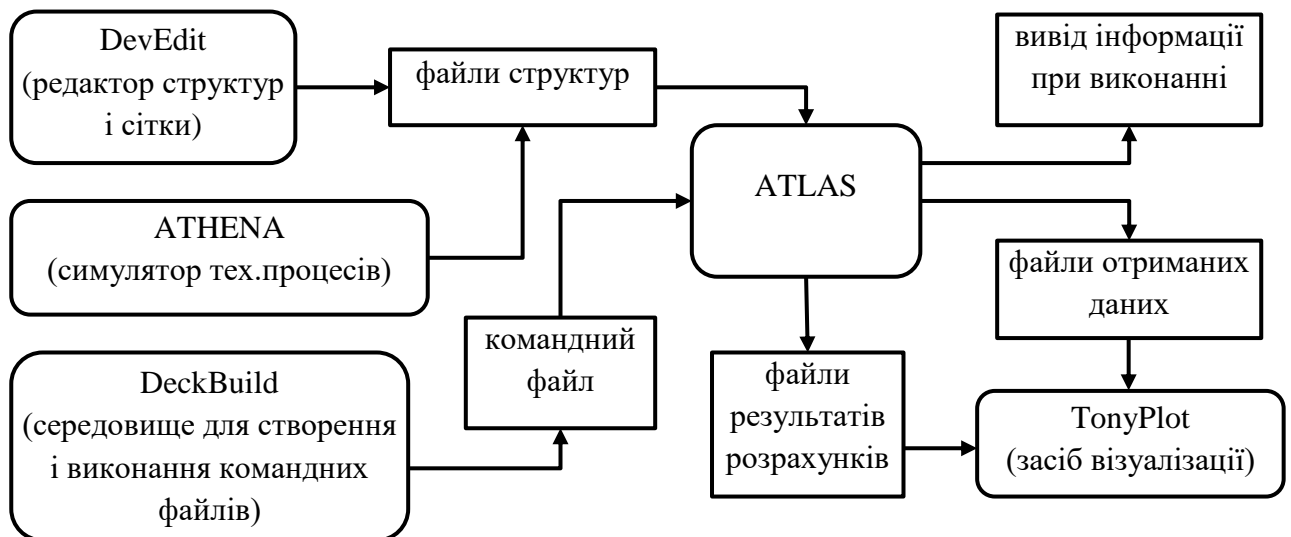 DevEdit
(редактор структур
і сітки)
файли структур
вивід інформації
при виконанні
ATLAS
ATHENA
(симулятор тех.процесів)
файли отриманих
даних
командний
файл
DeckBuild
(середовище для створення
і виконання командних
файлів)
файли
результатів
розрахунків
TonyPlot
(засіб візуалізації)